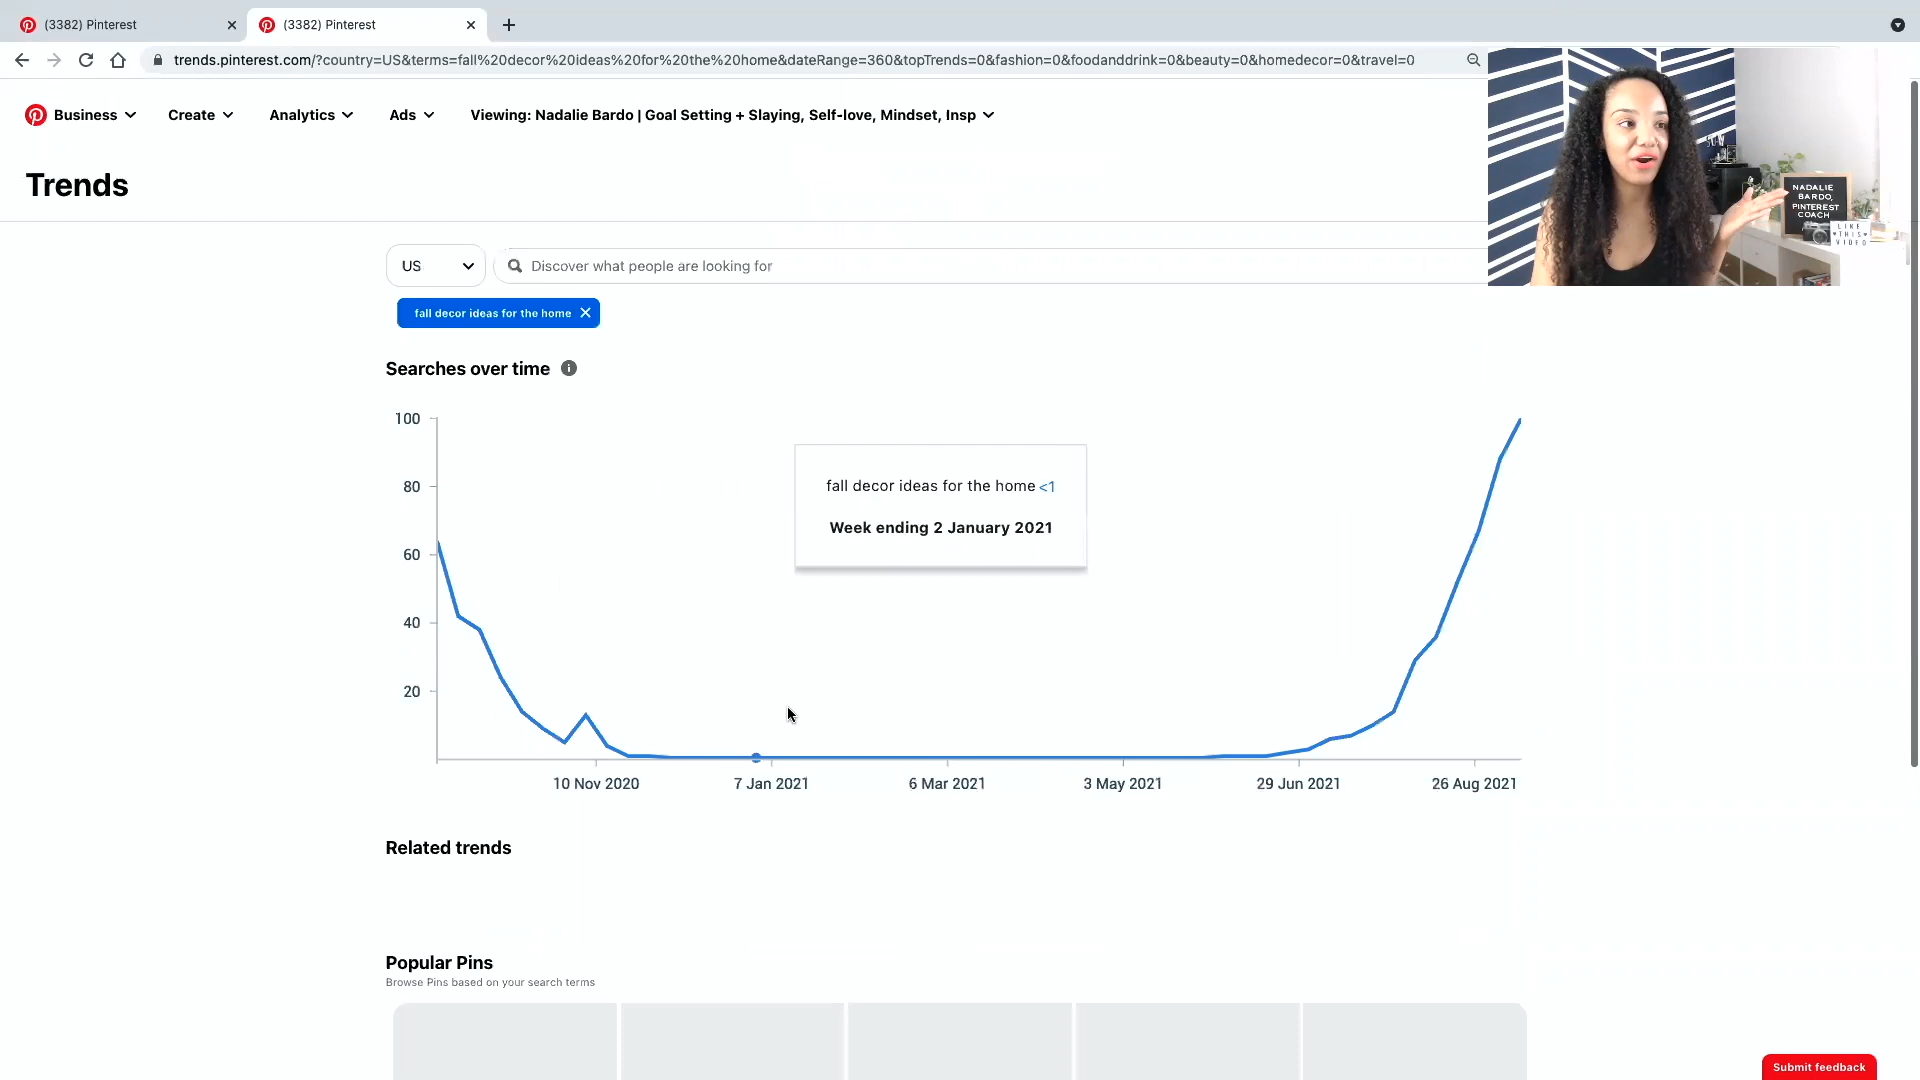 (3382) Pinterest
(3382) Pinterest
trends.pinterest.com/?country=US&terms=fall%20decor%20ideas%20for%20the%20home&dateRange=360&topTrends=0&fashion=0&foodanddrink=0&beauty=0&homedecor=0&travel=0
Business Create Analytics Ads Viewing: Nadalie Bardo | Goal Setting + Slaying, Self-love, Mindset, Insp
NADALIE
BARDO,
PINTEREST
COACH
LIKE
THIS
VIDEO
Trends
US
Discover what people are looking for
fall decor ideas for the home
Searches over time
100
80
60
40
20
fall decor ideas for the home <1
Week ending 2 January 2021
10 Nov 2020 7 Jan 2021 6 Mar 2021 3 May 2021 29 Jun 2021 26 Aug 2021
Related trends
Popular Pins
Browse Pins based on your search terms
Submit feedback